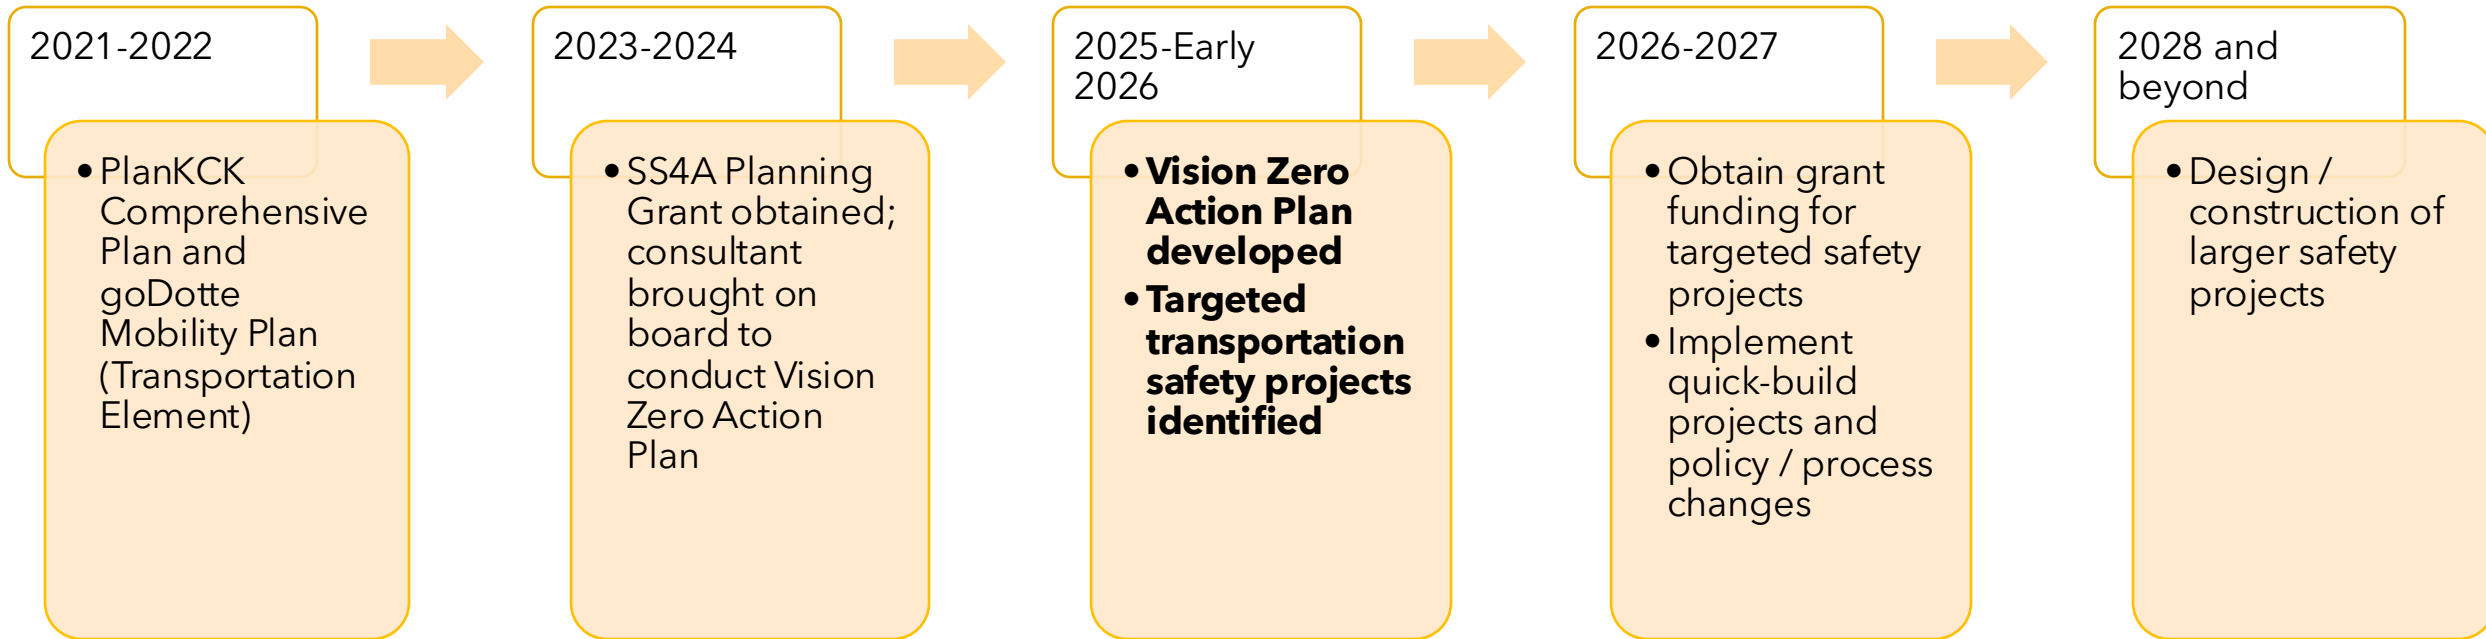 2021-2022
• PlanKCK
Comprehensive
Plan and
goDotte
Mobility Plan
(Transportation
Element)
2023-2024
• SS4A Planning
Grant obtained;
consultant
brought on
board to
conduct Vision
Zero Action
Plan
2025-Early
2026
• Vision Zero
Action Plan
developed
• Targeted
transportation
safety projects
identified
2026-2027
• Obtain grant
funding for
targeted safety
projects
• Implement
quick-build
projects and
policy / process
changes
2028 and
beyond
• Design /
construction of
larger safety
projects